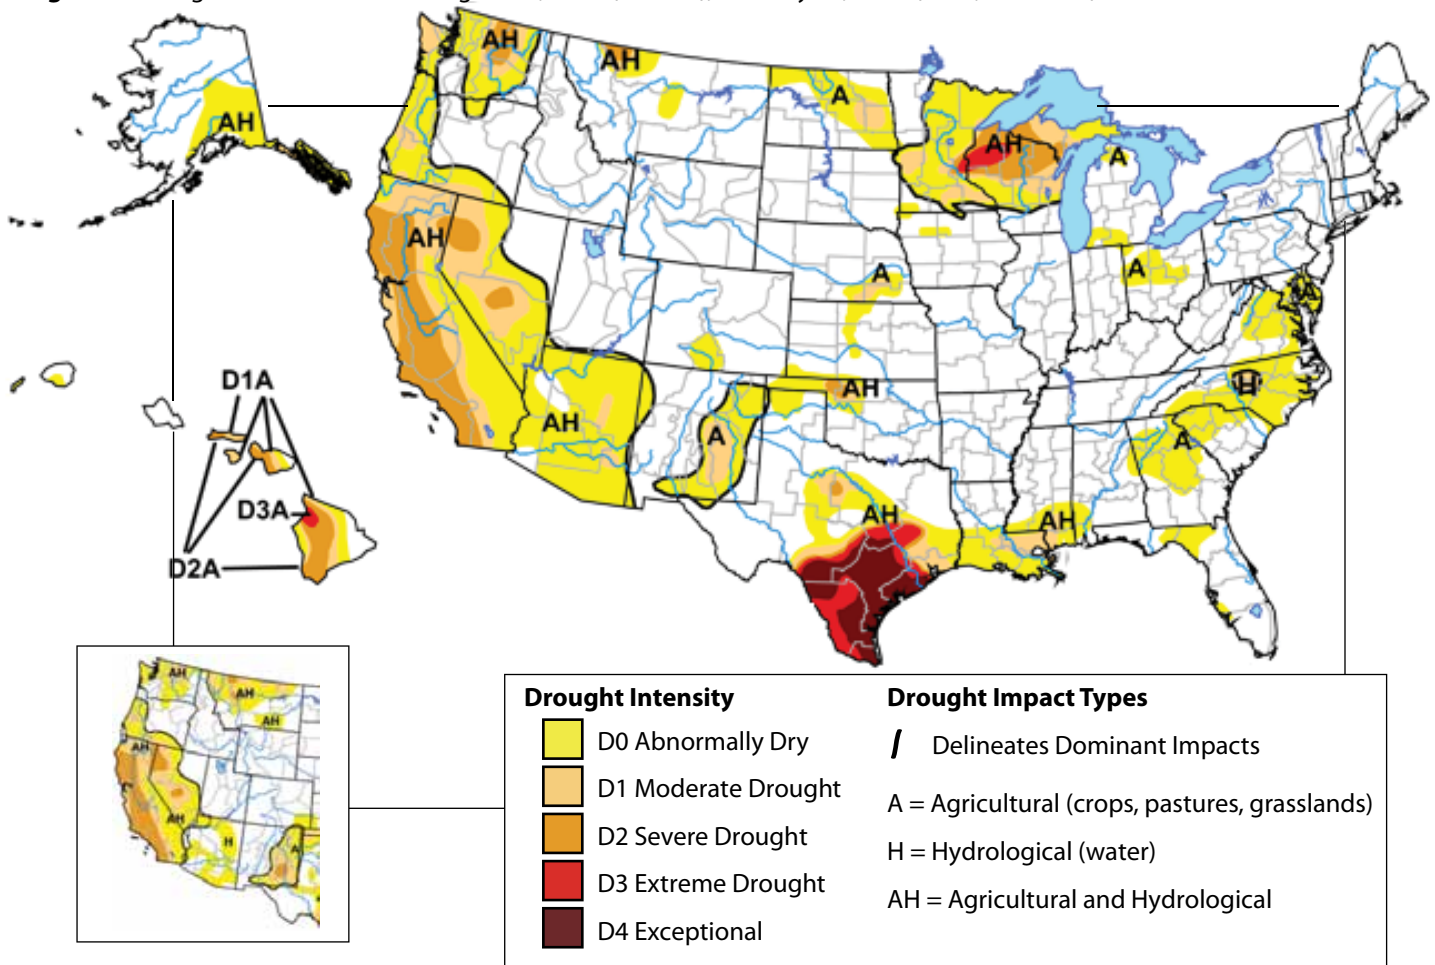 AH
AH
AH
A
AH
AH
A
AH
A
A
D1A
AH
H
AH
A
A
D3A
AH
AH
D2A
AH
AH
AH
AH
AH
H
A
Drought Intensity
D0 Abnormally Dry
D1 Moderate Drought
D2 Severe Drought
D3 Extreme Drought
D4 Exceptional
Drought Impact Types
Delineates Dominant Impacts
A = Agricultural (crops, pastures, grasslands)
H = Hydrological (water)
AH = Agricultural and Hydrological